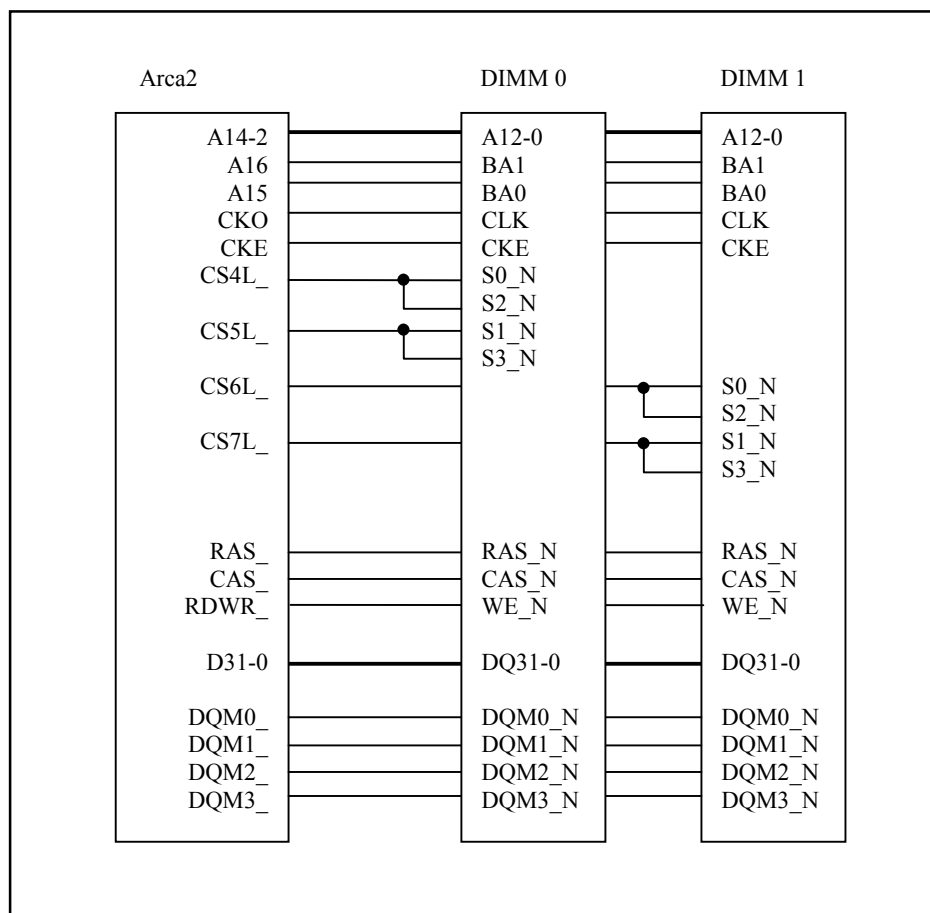 Arca2 DIMM 0 DIMM 1
A14-2 A12-0 A12-0
A16 BA1 BA1
A15 BA0 BA0
CKO CLK CLK
CKE CKE CKE
CS4L_ S0_N
S2_N
CS5L_ S1_N
S3_N
CS6L_ S0_N
S2_N
CS7L_ S1_N
S3_N
RAS_ RAS_N RAS_N
CAS_ CAS_N CAS_N
RDWR_ WE_N WE_N
D31-0 DQ31-0 DQ31-0
DQM0_ DQM0_N DQM0_N
DQM1_ DQM1_N DQM1_N
DQM2_ DQM2_N DQM2_N
DQM3_ DQM3_N DQM3_N